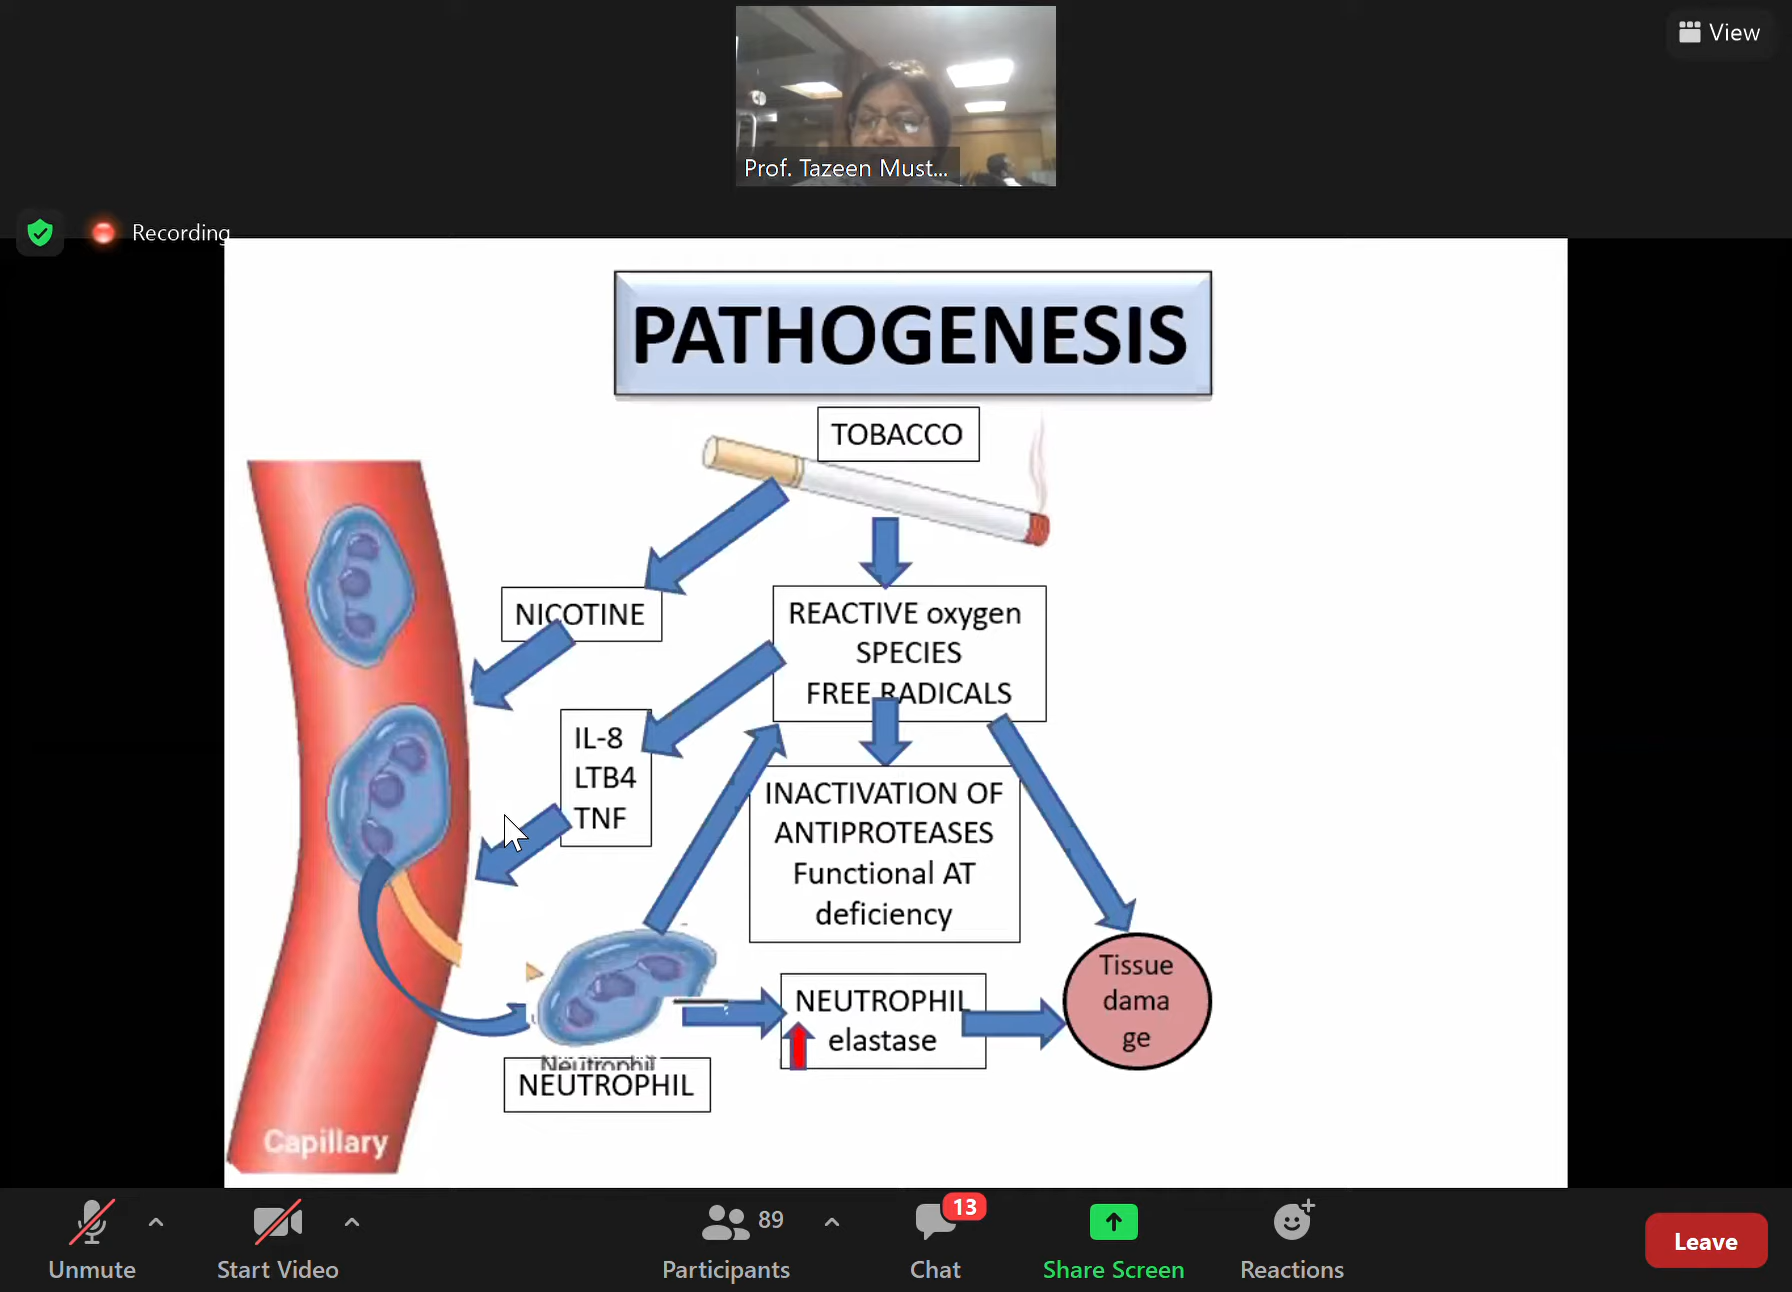 View
Prof. Tazeen Must...
Recording
PATHOGENESIS
TOBACCO
NICOTINE
REACTIVE oxygen
SPECIES
FREE RADICALS
IL-8
LTB4
TNF
INACTIVATION OF
ANTIPROTEASES
Functional AT
deficiency
NEUTROPHIL
elastase
Tissue
dama
ge
Neutrophil
NEUTROPHIL
Capillary
Unmute
Start Video
89
Participants
13
Chat
Share Screen
Reactions
Leave